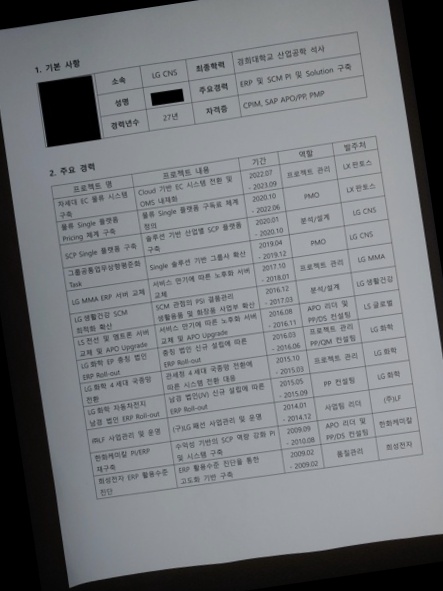 1. 기본 사항
소속 LG CNS 최종학력 경희대학교 산업공학 석사
성명 주요경력 ERP 및 SCM PI 및 Solution 구축
경력년수 27년 자격증 CPIM, SAP APO/PP, PMP
2. 주요 경력
프로젝트 명 프로젝트 내용 기간 역할 발주처
차세대 EC 물류 시스템 구축 Cloud 기반 EC 시스템 전환 및 OMS 내재화 2022.07 - 2023.09 프로젝트 관리 LX 판토스
물류 Single 플랫폼 Pricing 체계 구축 물류 Single 플랫폼 구독료 체계 정의 2020.10 - 2022.06 PMO LX 판토스
SCP Single 플랫폼 구축 솔루션 기반 산업별 SCP 플랫폼 구축 2020.01 - 2020.10 분석/설계 LG CNS
그룹공통업무상향평준화 Task Single 솔루션 기반 그룹사 확산 2019.04 - 2019.12 PMO LG CNS
LG MMA ERP 서버 교체 서비스 만기에 따른 노후화 서버 교체 2017.10 - 2018.01 프로젝트 관리 LG MMA
LG 생활건강 SCM 최적화 확산 SCM 관점의 PSI 결품관리 생활용품 및 화장품 사업부 확산 2016.12 - 2017.03 분석/설계 LG 생활건강
LS 전선 및 엠트론 서버 교체 및 APO Upgrade 서비스 만기에 따른 노후화 서버 교체 및 APO Upgrade 2016.08 - 2016.11 APO 리더 및 PP/DS 컨설팅 LS 글로벌
LG 화학 EP 중칭 법인 ERP Roll-out 중칭 법인 신규 설립에 따른 ERP Roll-out 2016.03 - 2016.06 프로젝트 관리 PP/QM 컨설팅 LG 화학
LG 화학 4 세대 국종망 전환 관세청 4 세대 국종망 전환에 따른 시스템 전환 대응 2015.10 - 2015.03 프로젝트 관리 LG 화학
LG 화학 자동차전지 남경 법인 ERP Roll-out 남경 법인(UV) 신규 설립에 따른 ERP Roll-out 2015.05 - 2015.09 PP 컨설팅 LG 화학
㈜LF 사업관리 및 운영 (구)LG 패션 사업관리 및 운영 2014.01 - 2014.12 사업팀 리더 (주)LF
한화케미칼 PI/ERP 재구축 수익성 기반의 SCP 역량 강화 PI 및 시스템 구축 2009.09 - 2010.08 APO 리더 및 PP/DS 컨설팅 한화케미칼
희성전자 ERP 활용수준 진단 ERP 활용수준 진단을 통한 고도화 기반 구축 2009.02 - 2009.02 품질관리 희성전자